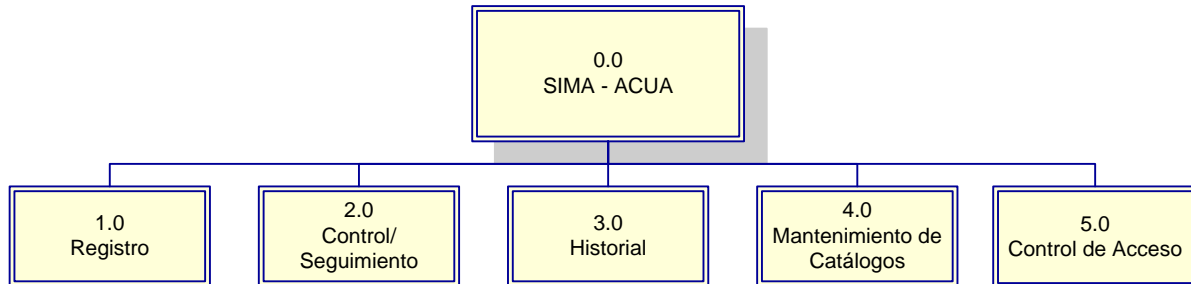 0.0
SIMA - ACUA
1.0
Registro
2.0
Control/
Seguimiento
3.0
Historial
4.0
Mantenimiento de
Catálogos
5.0
Control de Acceso